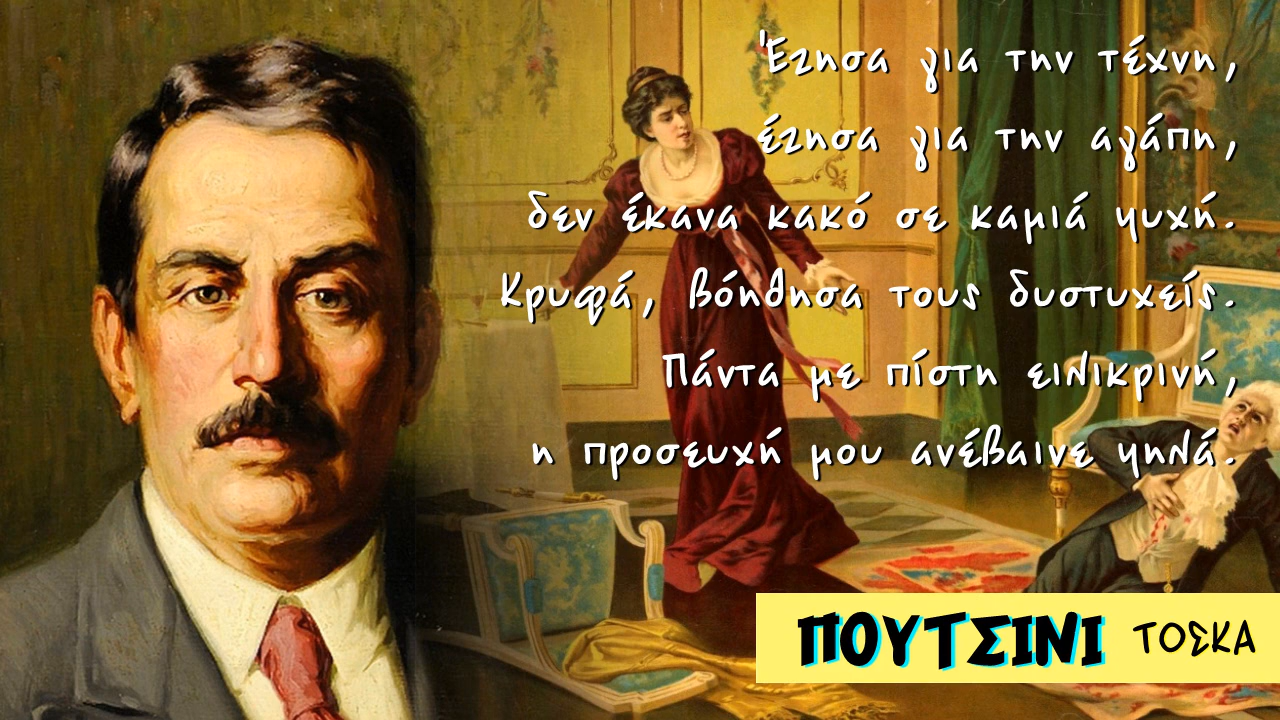 Έζησα για την τέχνη,
έζησα για την αγάπη,
δεν έκανα κακό σε καμιά ψυχή.
Κρυφά, βόηθησα τους δυστυχείς.
Πάντα με πίστη ειλικρινή,
η προσευχή μου ανέβαινε ψηλά.
ΠΟΥΤΣΙΝΙ ΤΟΣΚΑ